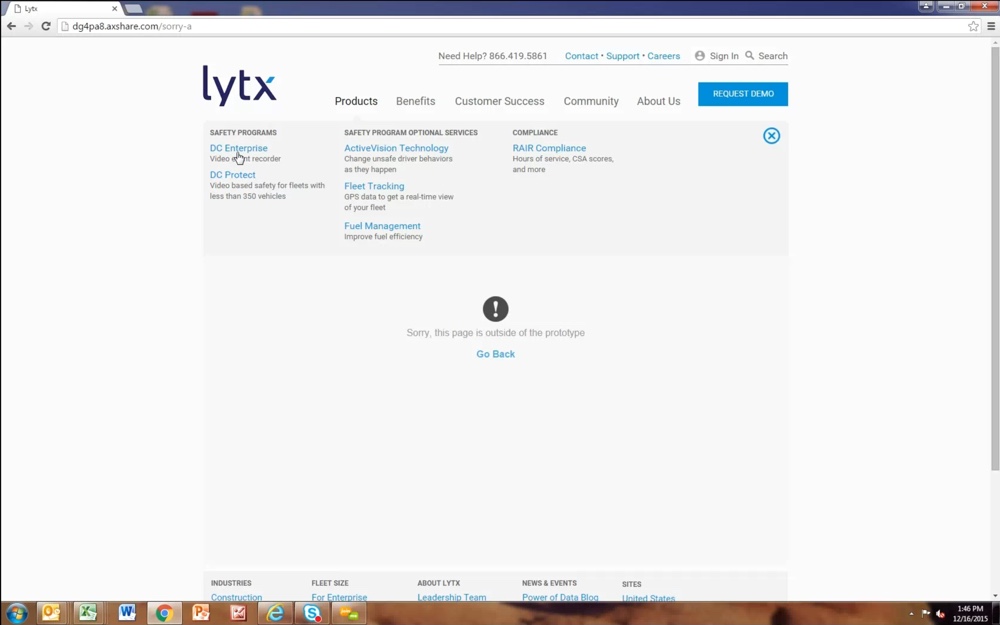 Lytx
dg4pa8.axshare.com/sorry-a
Need Help? 866.419.5861 Contact • Support • Careers Sign In Search
lytx
Products Benefits Customer Success Community About Us REQUEST DEMO
SAFETY PROGRAMS
DC Enterprise
Video event recorder
DC Protect
Video based safety for fleets with
less than 350 vehicles
SAFETY PROGRAM OPTIONAL SERVICES
ActiveVision Technology
Change unsafe driver behaviors
as they happen
Fleet Tracking
GPS data to get a real-time view
of your fleet
Fuel Management
Improve fuel efficiency
COMPLIANCE
RAIR Compliance
Hours of service, CSA scores,
and more
Sorry, this page is outside of the prototype
Go Back
INDUSTRIES FLEET SIZE ABOUT LYTX NEWS & EVENTS SITES
Construction For Enterprise Leadership Team Power of Data Blog United States
1:46 PM
12/16/2015